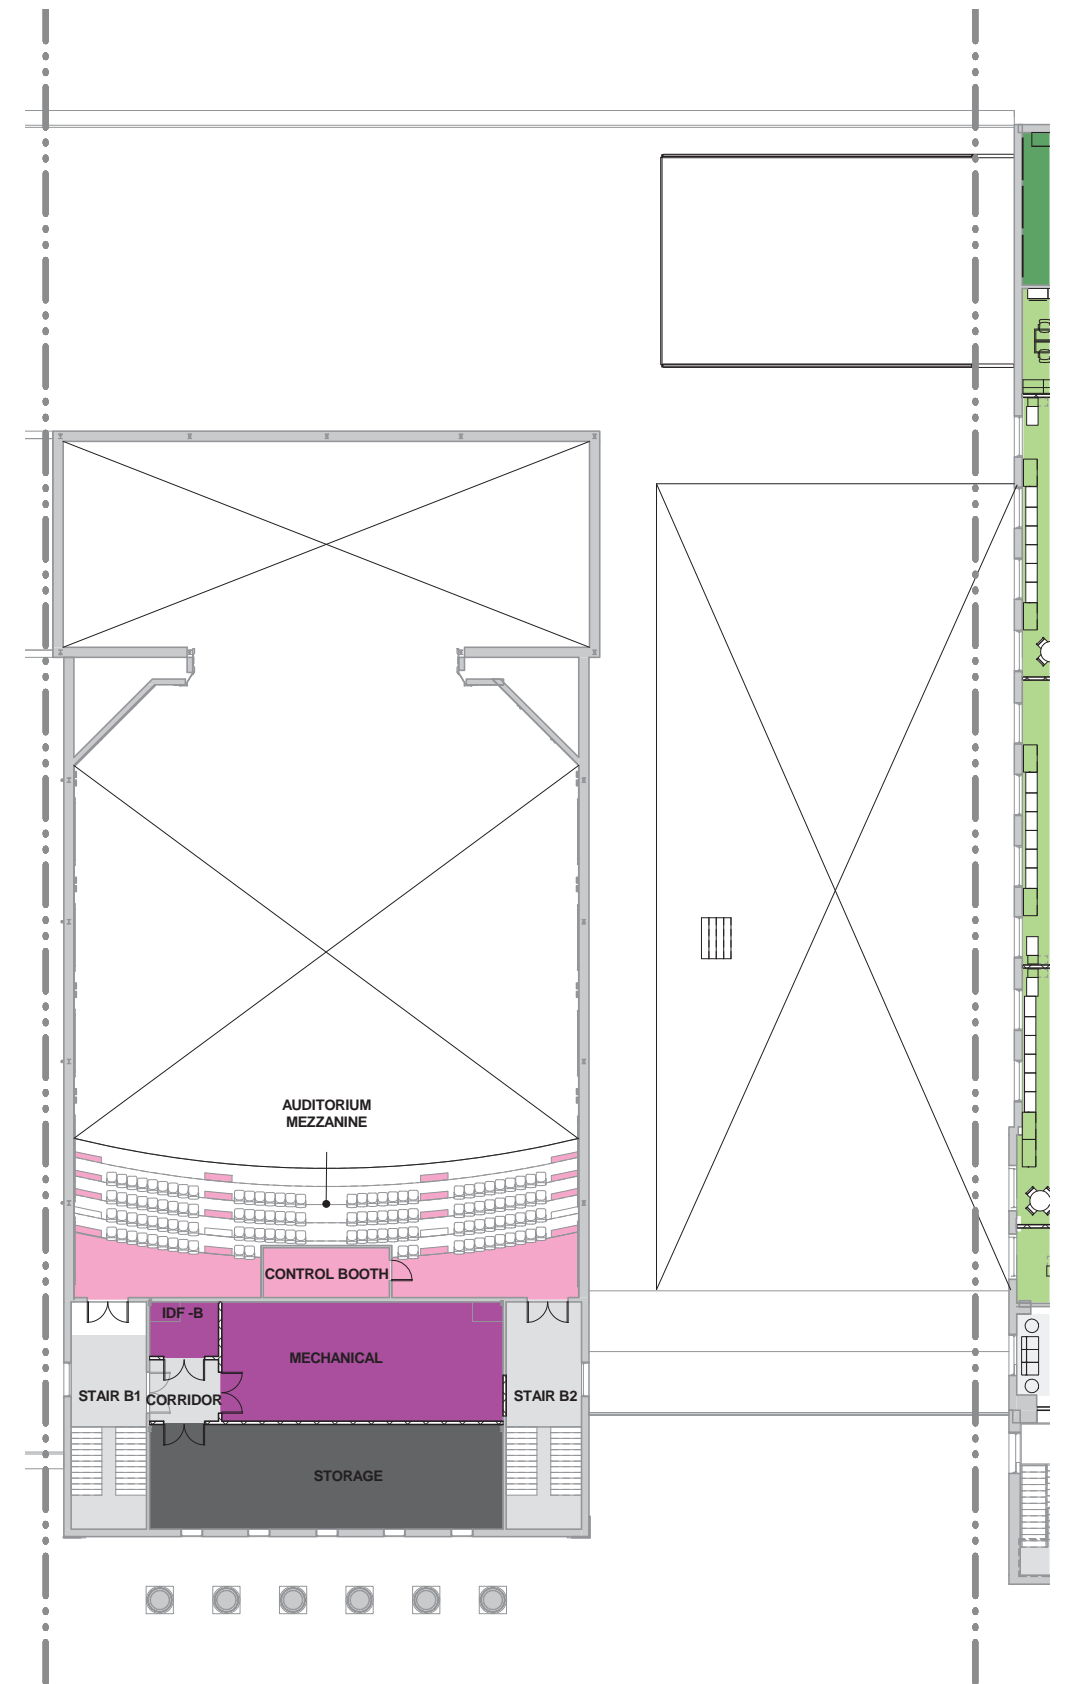 AUDITORIUM
MEZZANINE
CONTROL BOOTH
IDF -B
MECHANICAL
STAIR B1
CORRIDOR
STAIR B2
STORAGE